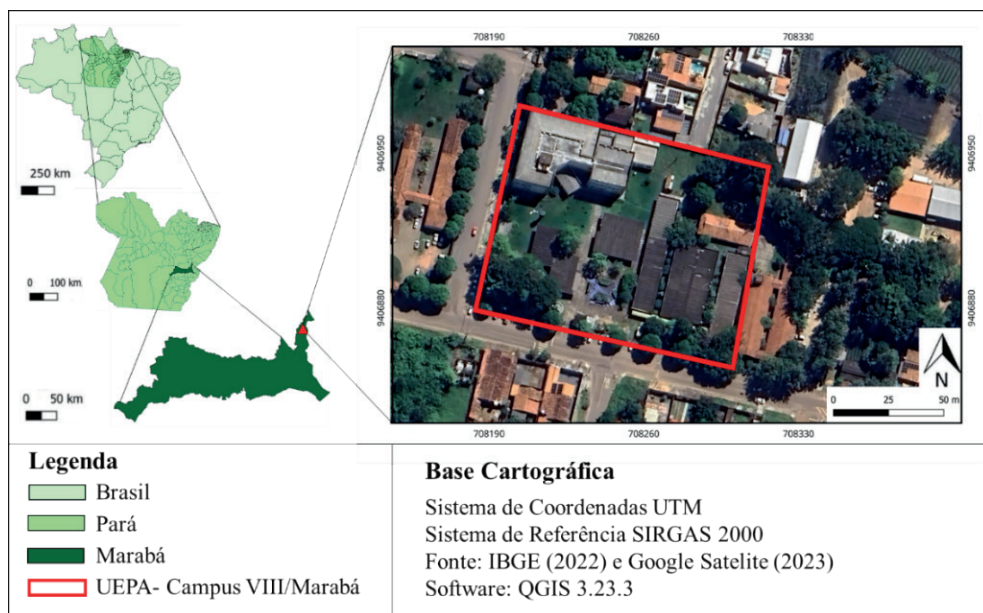 708190
708260
708330
9406950
9406950
250 km
0 100 km
9406880
9406880
0 50 km
N
0 25 50 m
708190
708260
708330
Legenda
Brasil
Pará
Marabá
UEPA- Campus VIII/Marabá
Base Cartográfica
Sistema de Coordenadas UTM
Sistema de Referência SIRGAS 2000
Fonte: IBGE (2022) e Google Satelite (2023)
Software: QGIS 3.23.3